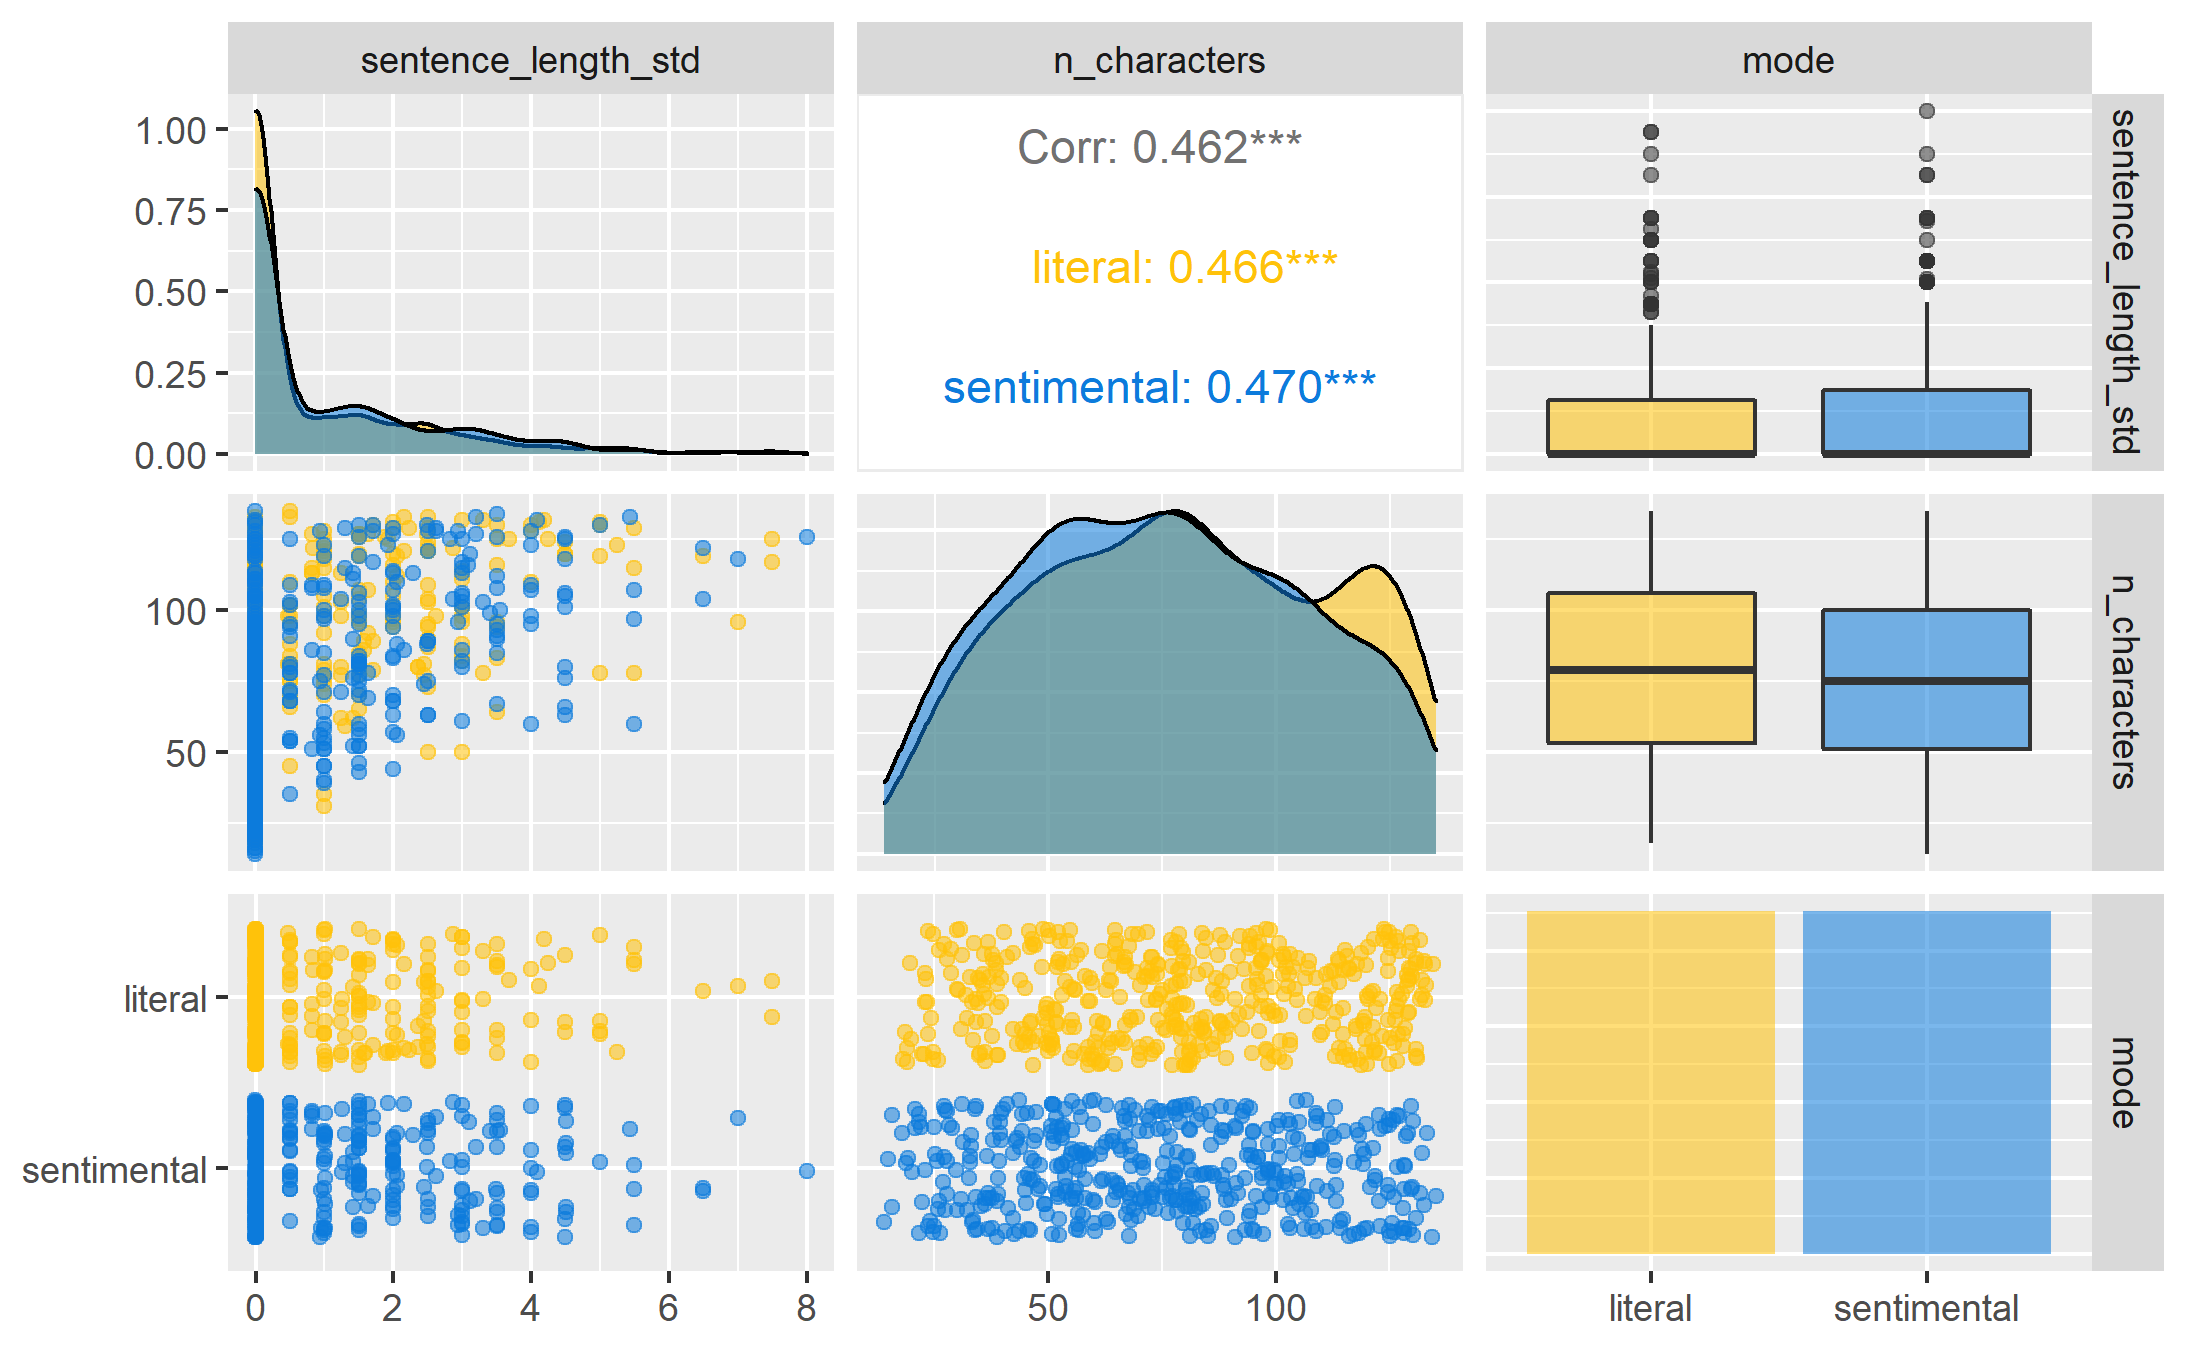 sentence_length_std
n_characters
mode
1.00
0.75
0.50
0.25
0.00
Corr: 0.462***
literal: 0.466***
sentimental: 0.470***
sentence_length_std
100
50
n_characters
literal
sentimental
mode
0 2 4 6 8
50 100
literal sentimental